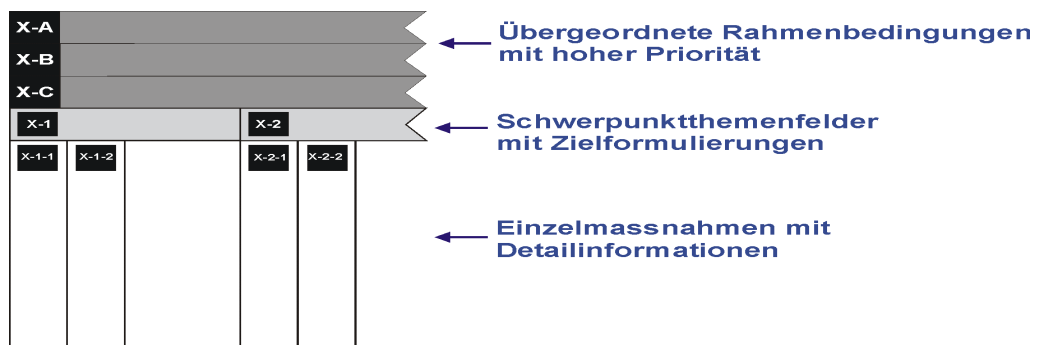 X-A
Übergeordnete Rahmenbedingungen
mit hoher Priorität
X-B
X-C
X-1 X-2
Schwerpunktthemenfelder
mit Zielformulierungen
X-1-1 X-1-2 X-2-1 X-2-2
Einzelmassnahmen mit
Detailinformationen